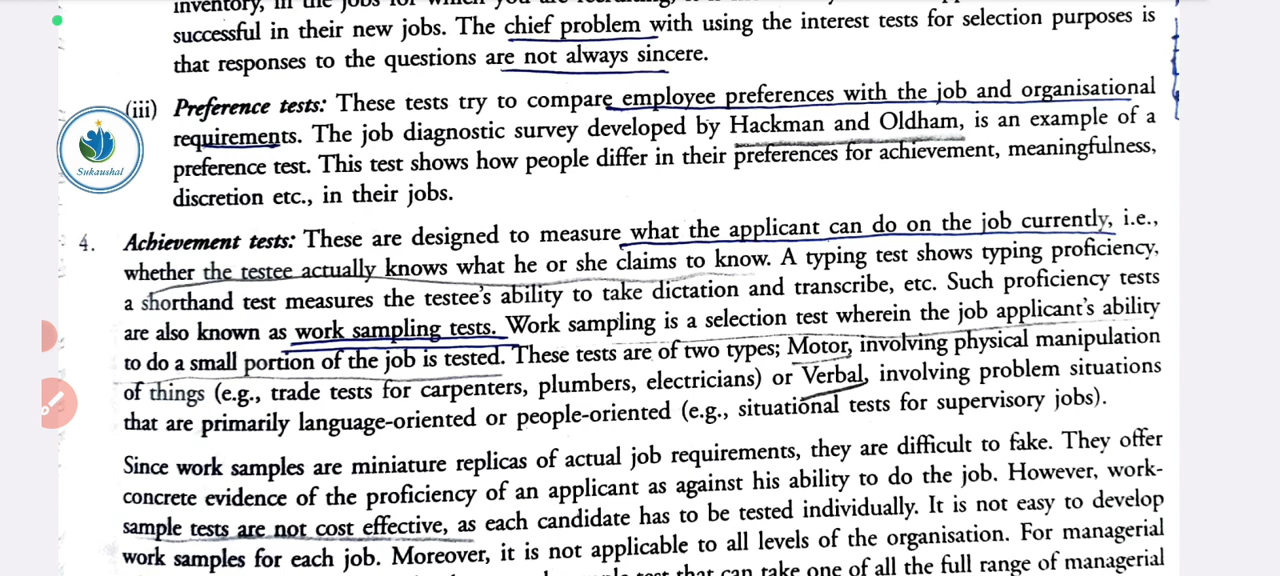 inventory, in the jobs for which you are recruiting,
successful in their new jobs. The chief problem with using the interest tests for selection purposes is
that responses to the questions are not always sincere.
(iii) Preference tests: These tests try to compare employee preferences with the job and organisational
requirements. The job diagnostic survey developed by Hackman and Oldham, is an example of a
preference test. This test shows how people differ in their preferences for achievement, meaningfulness,
discretion etc., in their jobs.
Sukaushal
4. Achievement tests: These are designed to measure what the applicant can do on the job currently, i.e.,
whether the testee actually knows what he or she claims to know. A typing test shows typing proficiency,
a shorthand test measures the testee's ability to take dictation and transcribe, etc. Such proficiency tests
are also known as work sampling tests. Work sampling is a selection test wherein the job applicant's ability
to do a small portion of the job is tested. These tests are of two types; Motor, involving physical manipulation
of things (e.g., trade tests for carpenters, plumbers, electricians) or Verbal, involving problem situations
that are primarily language-oriented or people-oriented (e.g., situational tests for supervisory jobs).
Since work samples are miniature replicas of actual job requirements, they are difficult to fake. They offer
concrete evidence of the proficiency of an applicant as against his ability to do the job. However, work-
sample tests are not cost effective, as each candidate has to be tested individually. It is not easy to develop
work samples for each job. Moreover, it is not applicable to all levels of the organisation. For managerial
test that can take one of all the full range of managerial